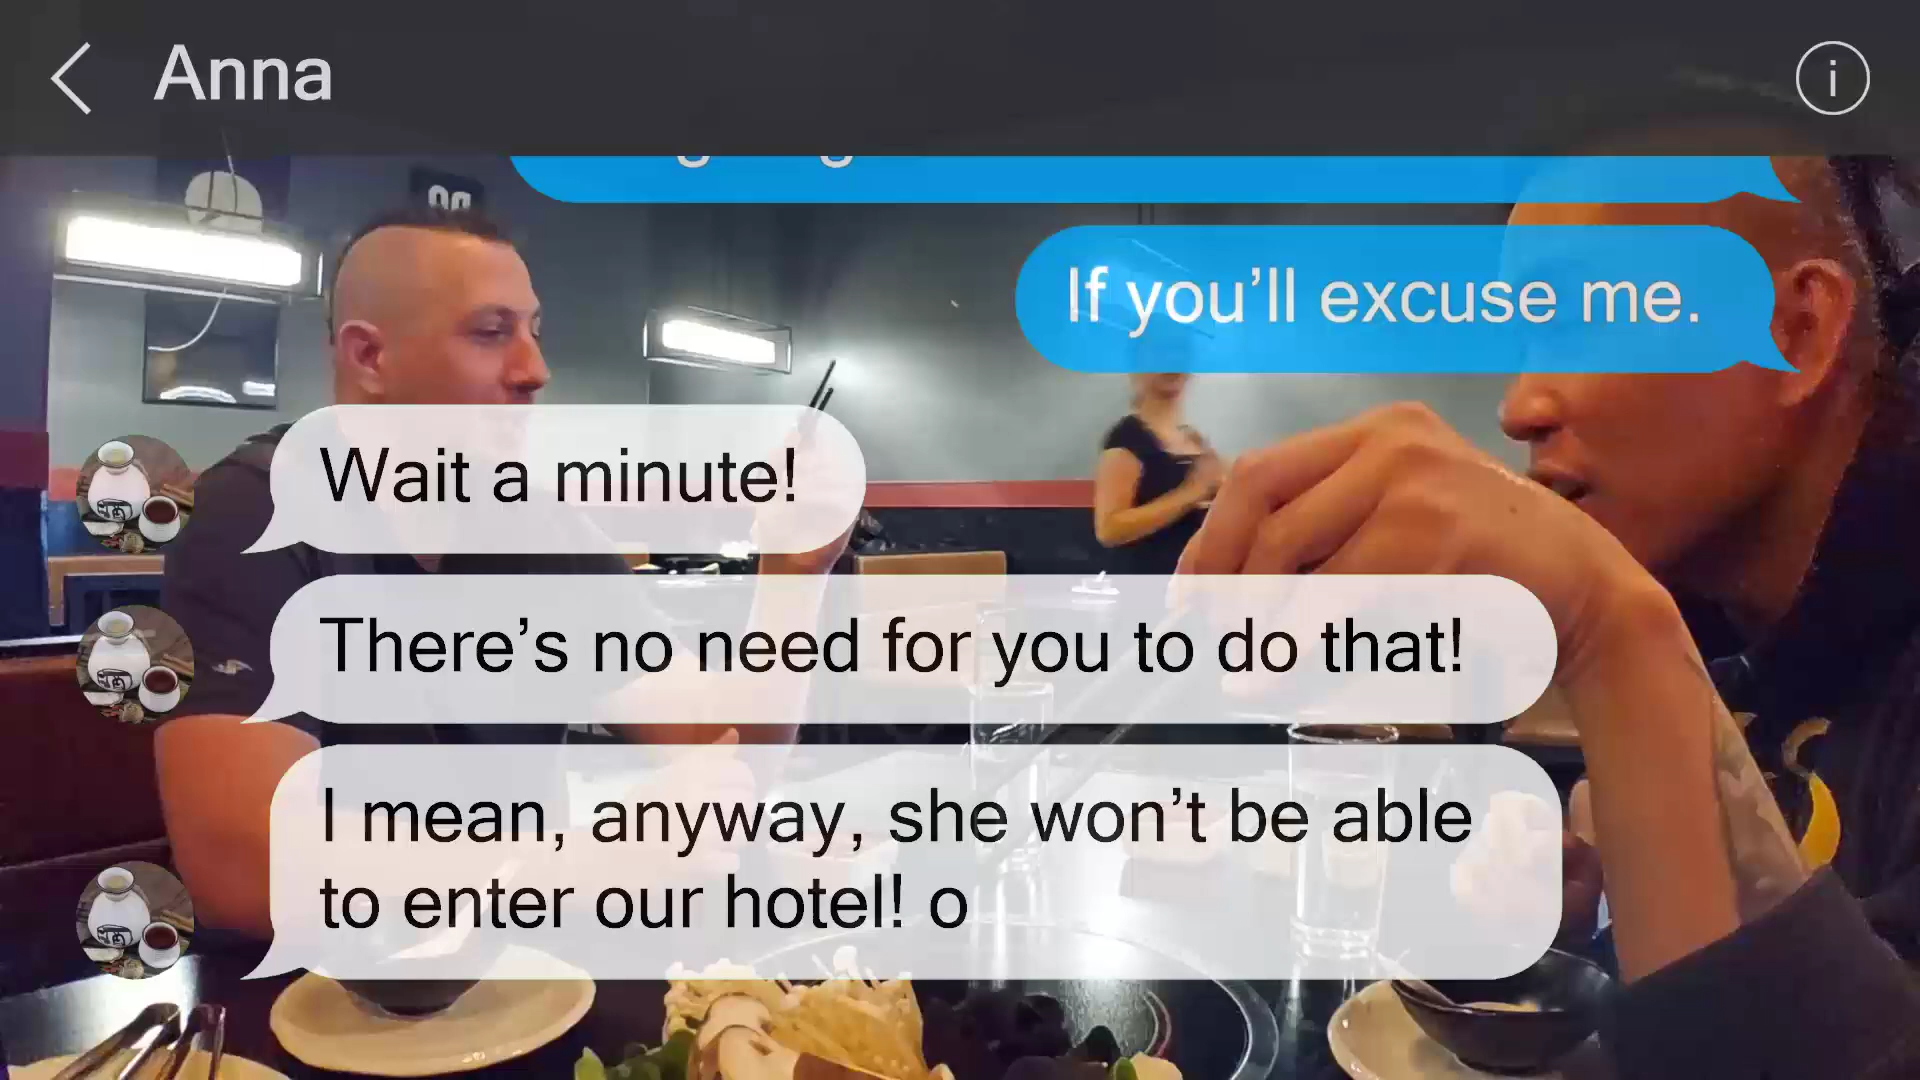 Anna
If you’ll excuse me.
Wait a minute!
There’s no need for you to do that!
I mean, anyway, she won’t be able
to enter our hotel! o